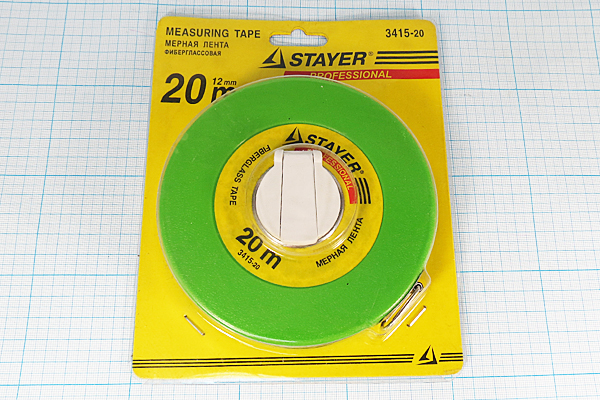 MEASURING TAPE
МЕРНАЯ ЛЕНТА
ФИБЕРГЛАССОВАЯ
3415-20
STAYER®
PROFESSIONAL
12 mm
20 m
STAYER®
PROFESSIONAL
FIBERGLASS TAPE
МЕРНАЯ ЛЕНТА
20 m
3415-20